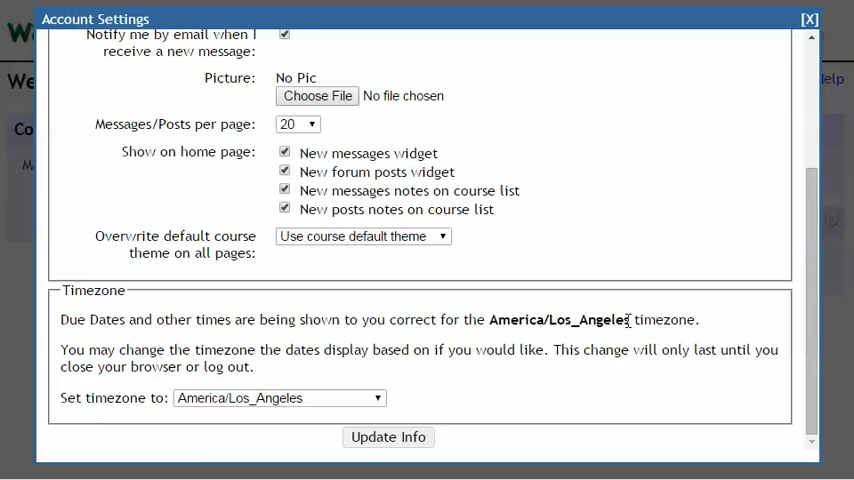 Account Settings [X]
Notify me by email when I
receive a new message:
Picture: No Pic
Choose File No file chosen
Messages/Posts per page: 20
Show on home page: New messages widget
New forum posts widget
New messages notes on course list
New posts notes on course list
Overwrite default course
theme on all pages: Use course default theme
Timezone
Due Dates and other times are being shown to you correct for the America/Los_Angeles timezone.
You may change the timezone the dates display based on if you would like. This change will only last until you
close your browser or log out.
Set timezone to: America/Los_Angeles
Update Info